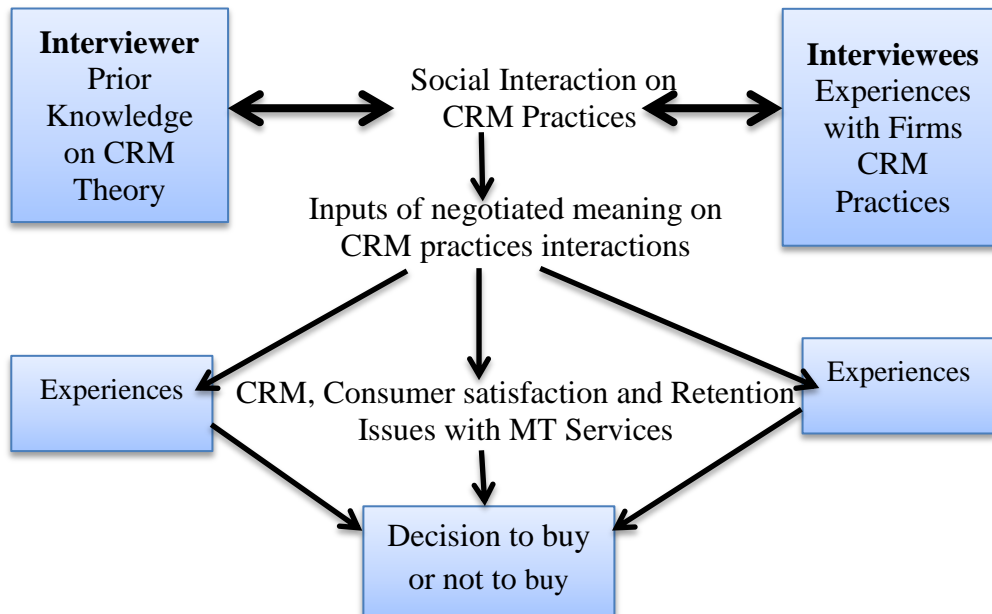 Interviewer
Prior
Knowledge
on CRM
Theory
Social Interaction on
CRM Practices
Interviewees
Experiences
with Firms
CRM
Practices
Inputs of negotiated meaning on
CRM practices interactions
Experiences
CRM, Consumer satisfaction and Retention
Issues with MT Services
Experiences
Decision to buy
or not to buy